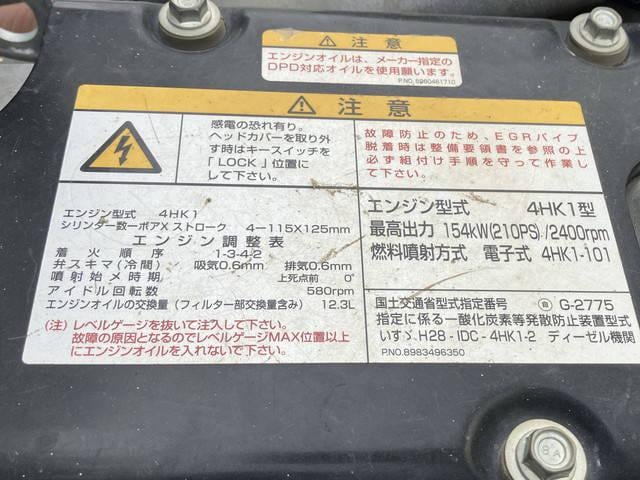 注意
エンジンオイルは、メーカー指定の
DPD対応オイルを使用願います。
P.NO.8980461710
注意
感電の恐れ有り。
ヘッドカバーを取り外
す時はキースイッチを
「LOCK」位置に
して下さい。
故障防止のため、EGRパイプ
脱着時は整備要領書を参照の上
必ず組付け手順を守って作業し
て下さい。
エンジン型式 4HK1
シリンダー数ーボアX ストローク 4-115X125mm
エンジン調整表
着火順序 1-3-4-2
弁スキマ(冷間) 吸気0.6mm 排気0.6mm
噴射始メ時期 上死点前 0°
アイドル回転数 580rpm
エンジンオイルの交換量(フィルター部交換量含み) 12.3L
(注)レベルゲージを抜いて注入して下さい。
故障の原因となるのでレベルゲージMAX位置以上
にエンジンオイルを入れないで下さい。
エンジン型式 4HK1型
最高出力 154kW(210PS)/2400rpm
燃料噴射方式 電子式 4HK1-101
国土交通省型式指定番号 G-2775
指定に係る一酸化炭素等発散防止装置型式
いすゞ.H28-IDC-4HK1-2 ディーゼル機関
P.NO.8983496350
8
A